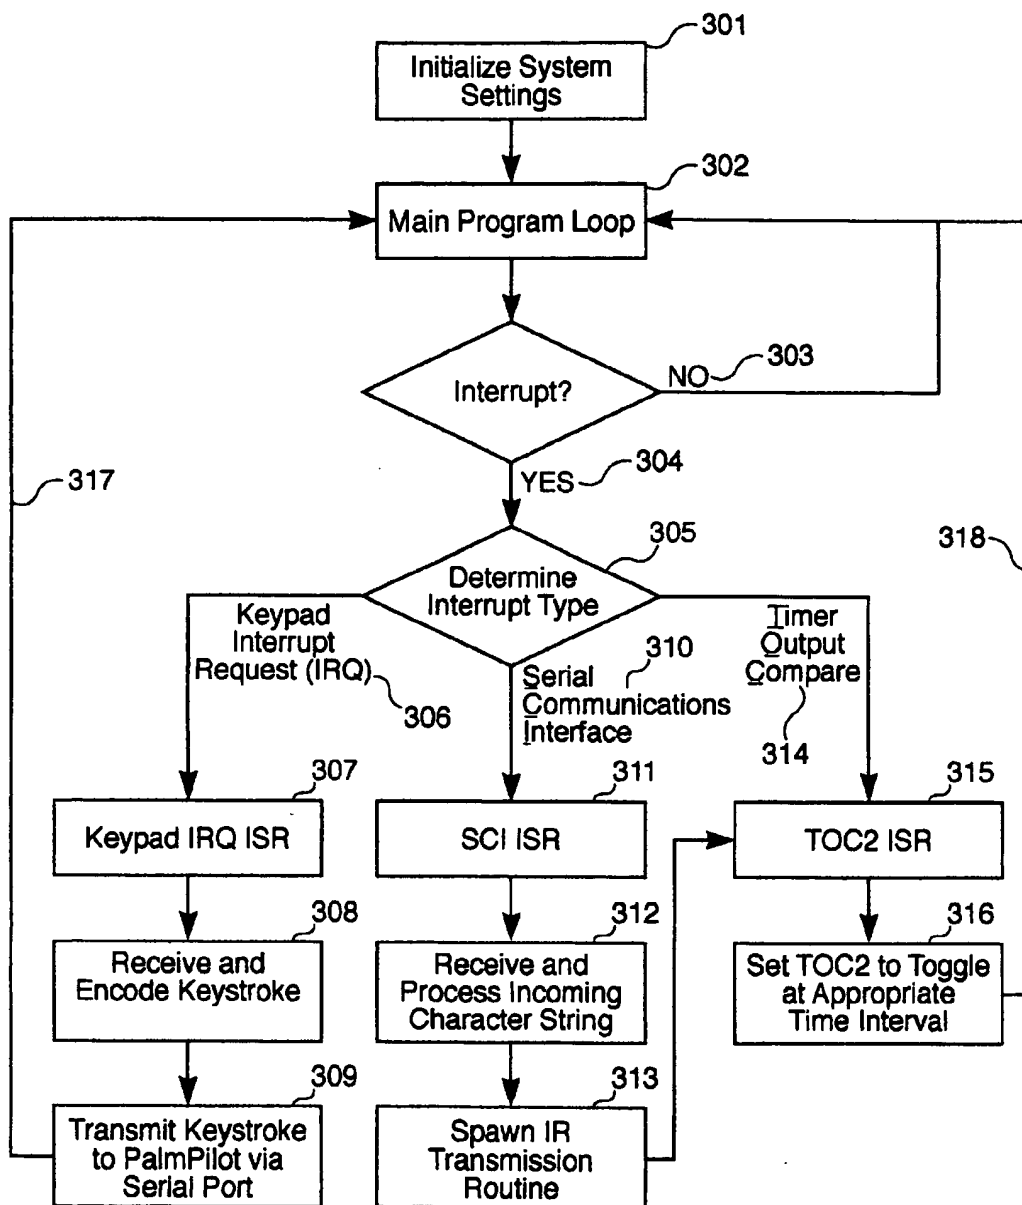 301
Initialize System
Settings
302
Main Program Loop
303
NO
Interrupt?
304
YES
317
305
318
Determine
Interrupt Type
Keypad
Interrupt
Request (IRQ)
306
310
Serial
Communications
Interface
Timer
Output
Compare
314
307
Keypad IRQ ISR
311
SCI ISR
315
TOC2 ISR
308
Receive and
Encode Keystroke
312
Receive and
Process Incoming
Character String
316
Set TOC2 to Toggle
at Appropriate
Time Interval
309
Transmit Keystroke
to PalmPilot via
Serial Port
313
Spawn IR
Transmission
Routine